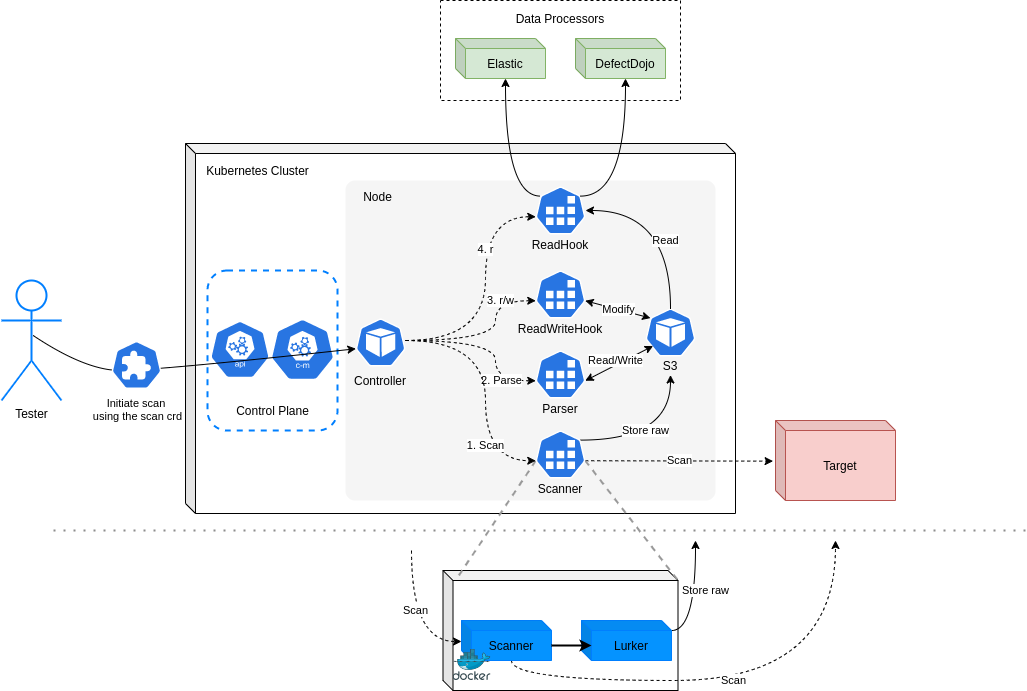 Data Processors
Elastic
DefectDojo
Kubernetes Cluster
Node
4. r
ReadHook
Read
3. r/w
Modify
ReadWriteHook
api
c-m
Controller
Control Plane
2. Parse
Read/Write
S3
Parser
Initiate scan
using the scan crd
Tester
1. Scan
Store raw
Scan
Scanner
Target
Scan
Store raw
Scanner
Lurker
docker
Scan